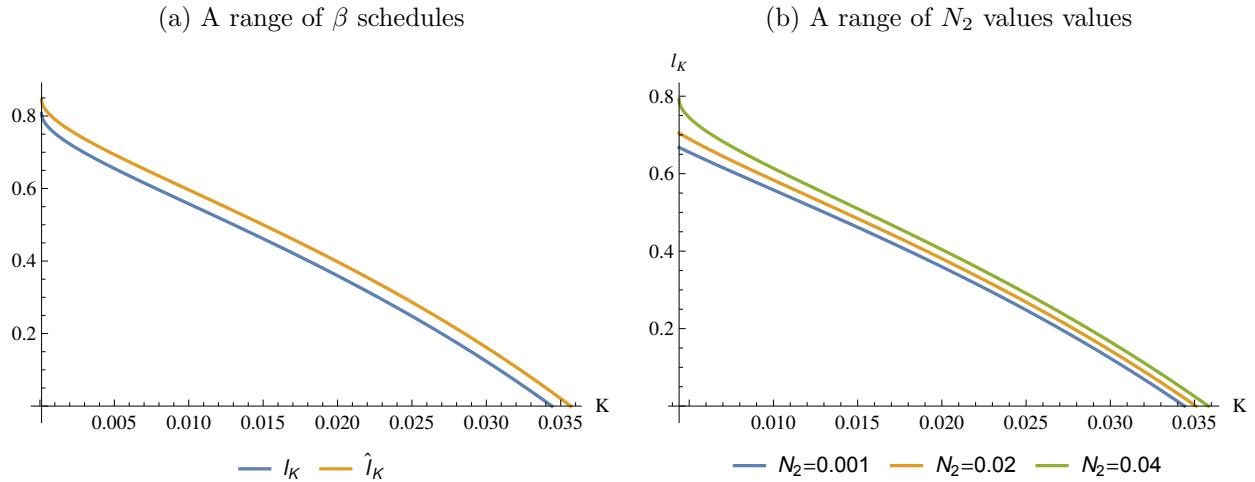 (a) A range of β schedules
0.8
0.6
0.4
0.2
0.005 0.010 0.015 0.020 0.025 0.030 0.035
K
l_K l̂_K
(b) A range of N₂ values values
l_K
0.8
0.6
0.4
0.2
0.010 0.015 0.020 0.025 0.030 0.035
K
N₂=0.001 N₂=0.02 N₂=0.04